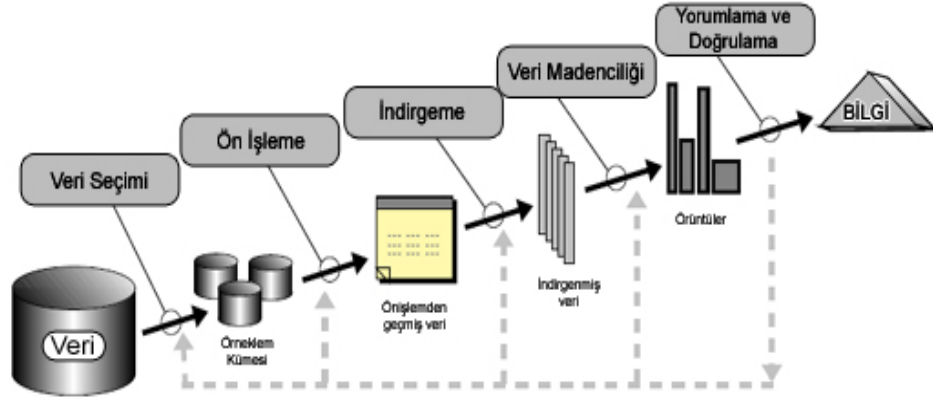 Yorumlama ve
Doğrulama
Veri Madenciliği
İndirgeme
Ön İşleme
Veri Seçimi
BİLGİ
Örüntüler
İndirgenmiş
veri
Önişlemden
geçmiş veri
Örneklem
Kümesi
Veri